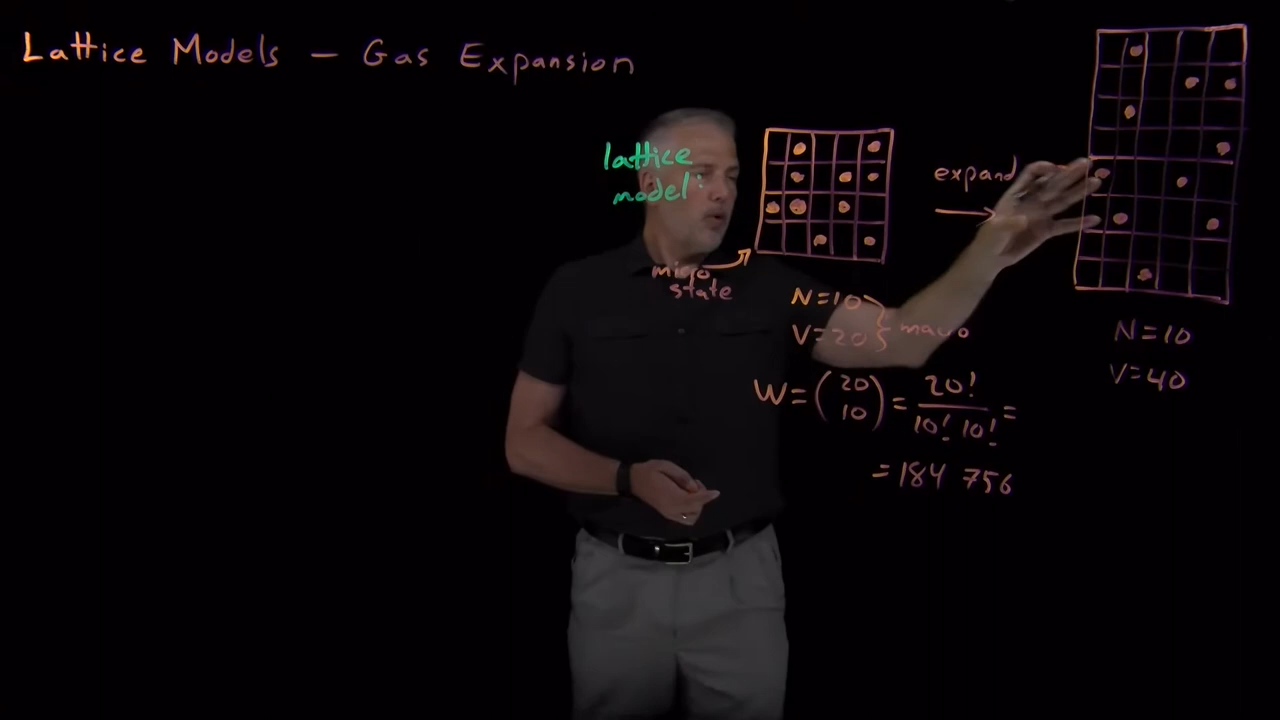 Lattice Models – Gas Expansion
lattice
model:
micro
state
N=10
V=20
macro
W = (20 10) = 20! / 10! 10! =
= 184 756
expand
N=10
V=40